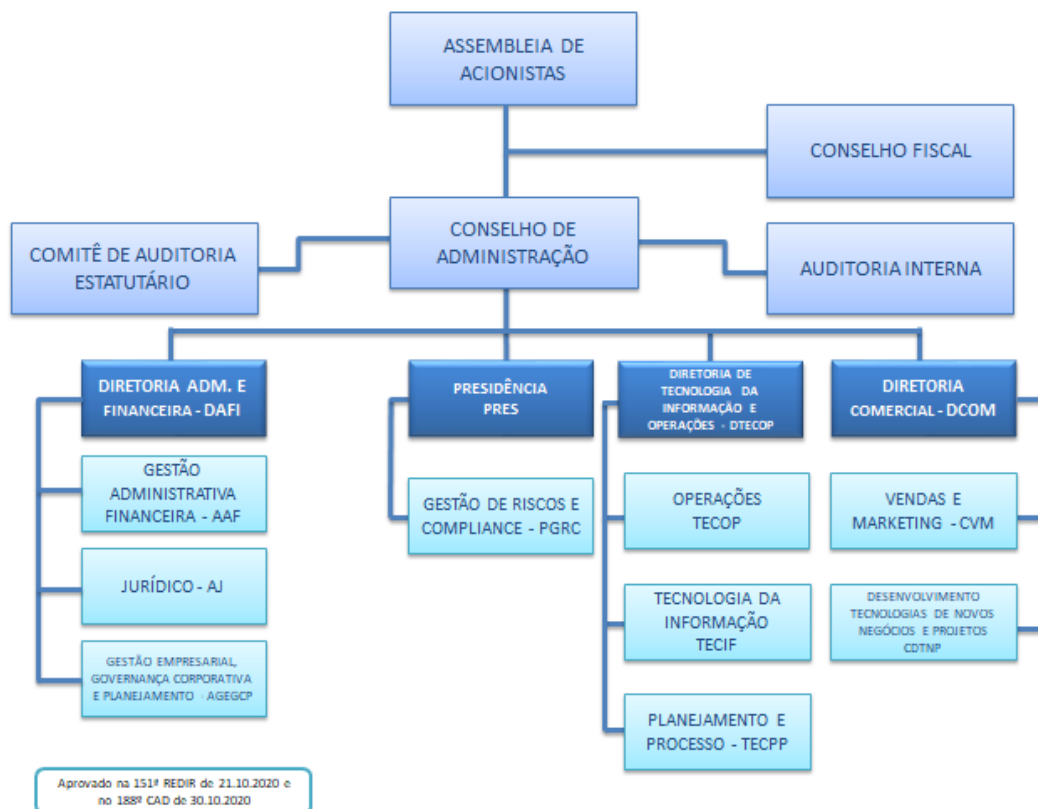 ASSEMBLEIA DE
ACIONISTAS
CONSELHO FISCAL
CONSELHO DE
ADMINISTRAÇÃO
COMITÊ DE AUDITORIA
ESTATUTÁRIO
AUDITORIA INTERNA
DIRETORIA ADM. E
FINANCEIRA - DAFI
PRESIDÊNCIA
PRES
DIRETORIA DE
TECNOLOGIA DA
INFORMAÇÃO E
OPERAÇÕES - DTECOP
DIRETORIA
COMERCIAL - DCOM
GESTÃO
ADMINISTRATIVA
FINANCEIRA - AAF
GESTÃO DE RISCOS E
COMPLIANCE - PGRC
OPERAÇÕES
TECOP
VENDAS E
MARKETING - CVM
JURÍDICO - AJ
TECNOLOGIA DA
INFORMAÇÃO
TECIF
DESENVOLVIMENTO
TECNOLOGIAS DE NOVOS
NEGÓCIOS E PROJETOS
CDTNP
GESTÃO EMPRESARIAL,
GOVERNANÇA CORPORATIVA
E PLANEJAMENTO - AGEGCP
PLANEJAMENTO E
PROCESSO - TECPP
Aprovado na 151ª REDIR de 21.10.2020 e
no 188º CAD de 30.10.2020